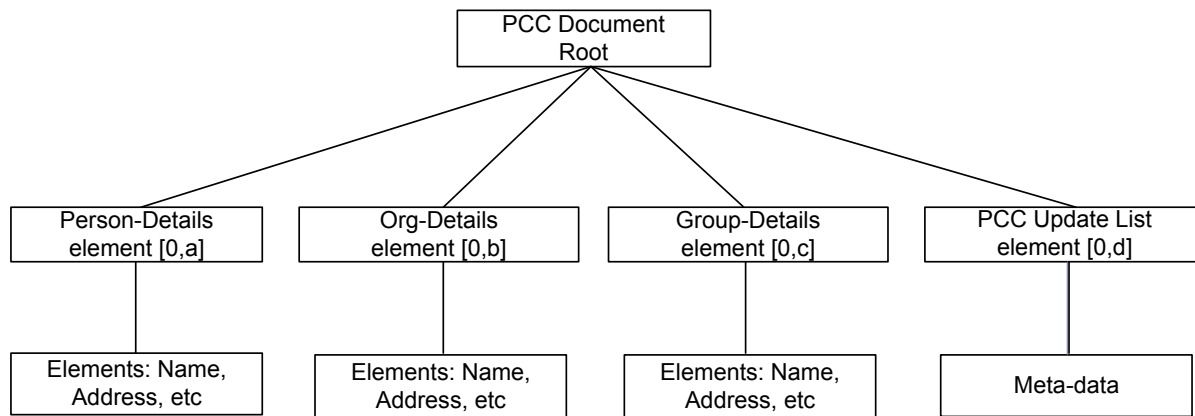 PCC Document
Root
Person-Details
element [0,a]
Org-Details
element [0,b]
Group-Details
element [0,c]
PCC Update List
element [0,d]
Elements: Name,
Address, etc
Elements: Name,
Address, etc
Elements: Name,
Address, etc
Meta-data